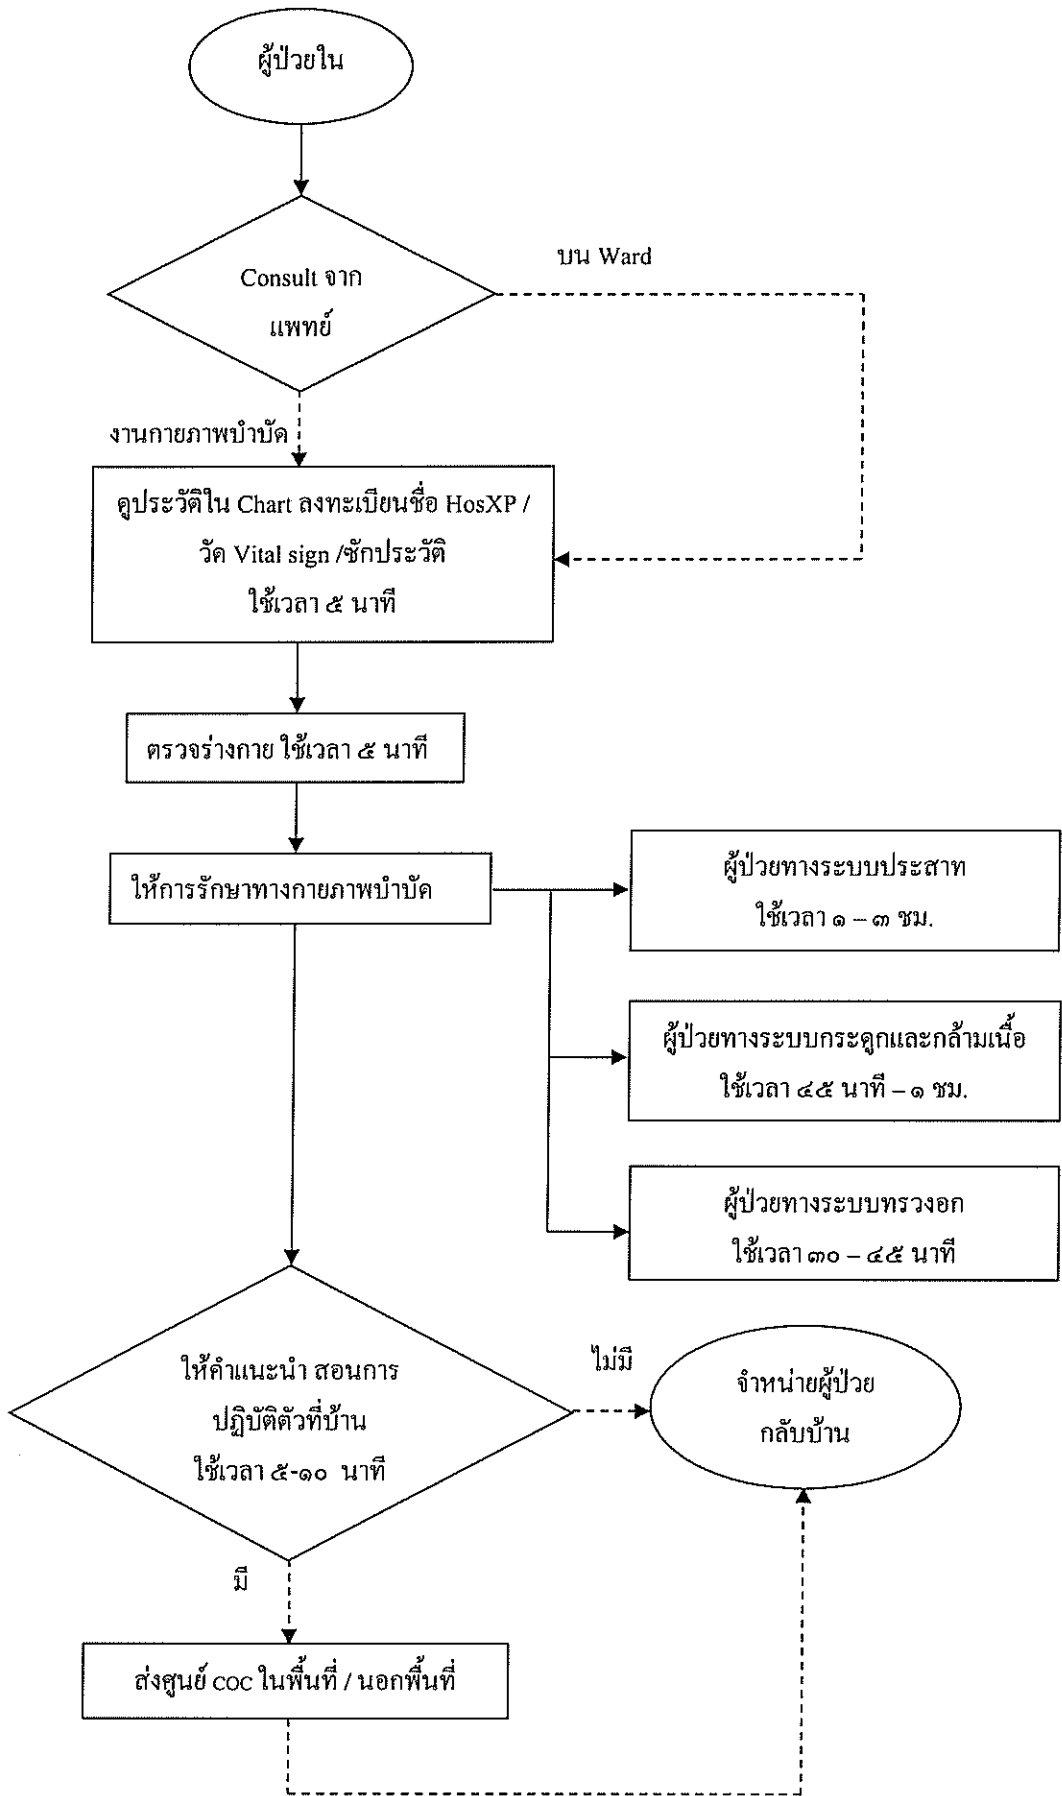 ผู้ป่วยใน
บน Ward
Consult จาก
แพทย์
งานกายภาพบำบัด
ดูประวัติใน Chart ลงทะเบียนชื่อ HosXP /
วัด Vital sign /ซักประวัติ
ใช้เวลา ๕ นาที
ตรวจร่างกาย ใช้เวลา ๕ นาที
ให้การรักษาทางกายภาพบำบัด
ผู้ป่วยทางระบบประสาท
ใช้เวลา ๑ – ๓ ชม.
ผู้ป่วยทางระบบกระดูกและกล้ามเนื้อ
ใช้เวลา ๔๕ นาที – ๑ ชม.
ผู้ป่วยทางระบบทรวงอก
ใช้เวลา ๓๐ – ๔๕ นาที
ให้คำแนะนำ สอนการ
ปฏิบัติตัวที่บ้าน
ใช้เวลา ๕-๑๐ นาที
ไม่มี
จำหน่ายผู้ป่วย
กลับบ้าน
มี
ส่งศูนย์ COC ในพื้นที่ / นอกพื้นที่